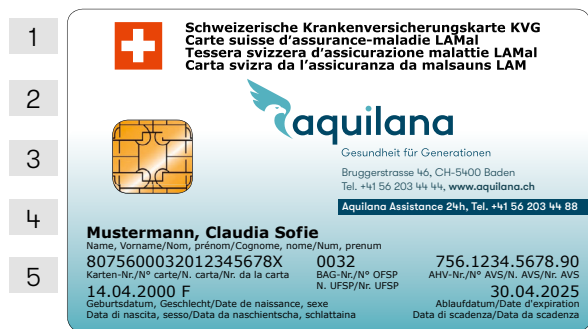 1
Schweizerische Krankenversicherungskarte KVG
Carte suisse d'assurance-maladie LAMal
Tessera svizzera d'assicurazione malattie LAMal
Carta svizra da l'assicuranza da malsauns LAM
2
aquilana
Gesundheit für Generationen
3
Bruggerstrasse 46, CH-5400 Baden
Tel. +41 56 203 44 44, www.aquilana.ch
4
Aquilana Assistance 24h, Tel. +41 56 203 44 88
Mustermann, Claudia Sofie
Name, Vorname/Nom, prénom/Cognome, nome/Num, prenum
5
80756000032012345678X 0032 756.1234.5678.90
Karten-Nr./N° carte/N. carta/Nr. da la carta BAG-Nr./N° OFSP AHV-Nr./N° AVS/N. AVS/Nr. AVS
N. UFSP/Nr. UFSP
14.04.2000 F 30.04.2025
Geburtsdatum, Geschlecht/Date de naissance, sexe Ablaufdatum/Date d'expiration
Data di nascita, sesso/Data da naschientscha, schlattaina Data di scadenza/Data da scadenza